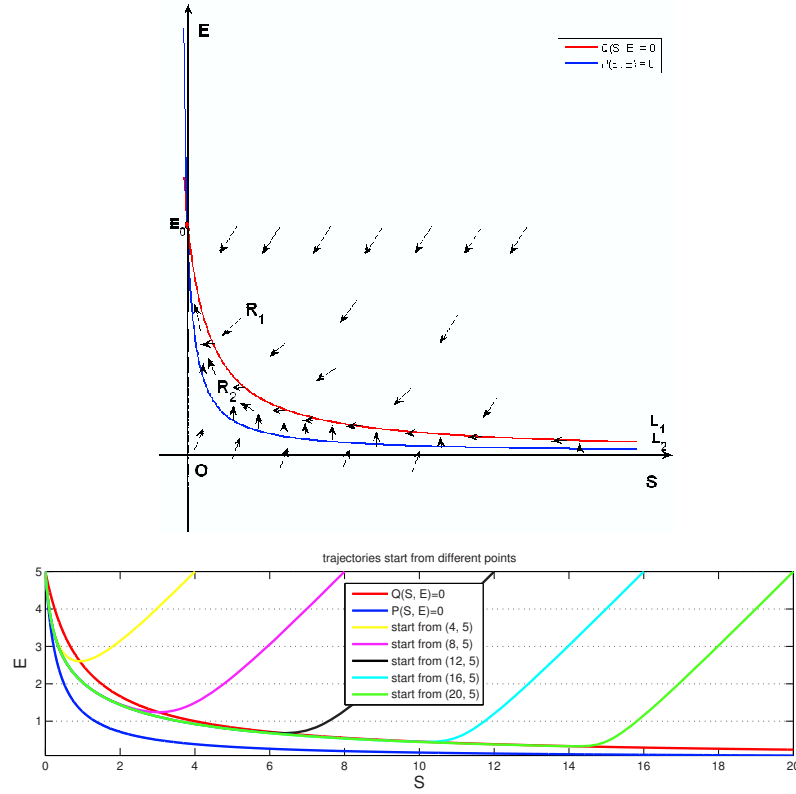 E
Q(S, E) = 0
E0
R1
R2
L1
L2
O
S
trajectories start from different points
5
4
3
2
1
E
Q(S, E)=0
P(S, E)=0
start from (4, 5)
start from (8, 5)
start from (12, 5)
start from (16, 5)
start from (20, 5)
0 2 4 6 8 10 12 14 16 18 20
S